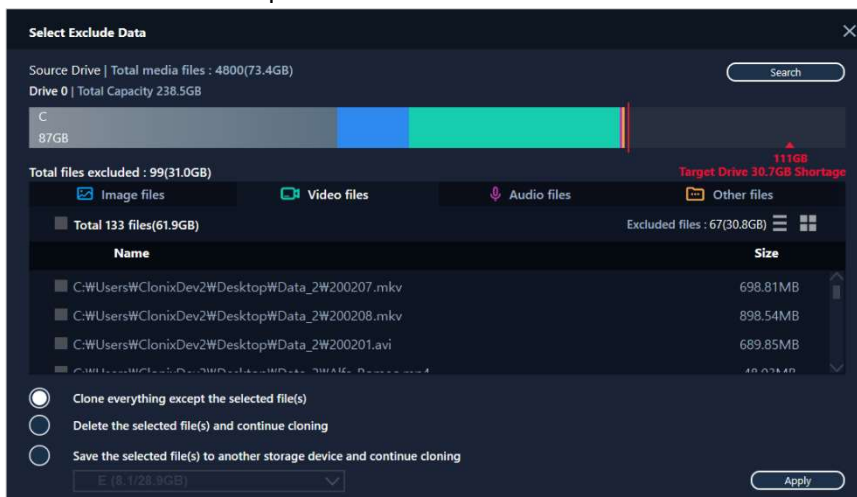 Select Exclude Data
Source Drive | Total media files : 4800(73.4GB)
Search
Drive 0 | Total Capacity 238.5GB
C
87GB
111GB
Total files excluded : 99(31.0GB)
Target Drive 30.7GB Shortage
Image files Video files Audio files Other files
Total 133 files(61.9GB) Excluded files : 67(30.8GB)
Name Size
C:₩Users₩ClonixDev2₩Desktop₩Data_2₩200207.mkv 698.81MB
C:₩Users₩ClonixDev2₩Desktop₩Data_2₩200208.mkv 898.54MB
C:₩Users₩ClonixDev2₩Desktop₩Data_2₩200201.avi 689.85MB
Clone everything except the selected file(s)
Delete the selected file(s) and continue cloning
Save the selected file(s) to another storage device and continue cloning
E (8.1/28.9GB)
Apply